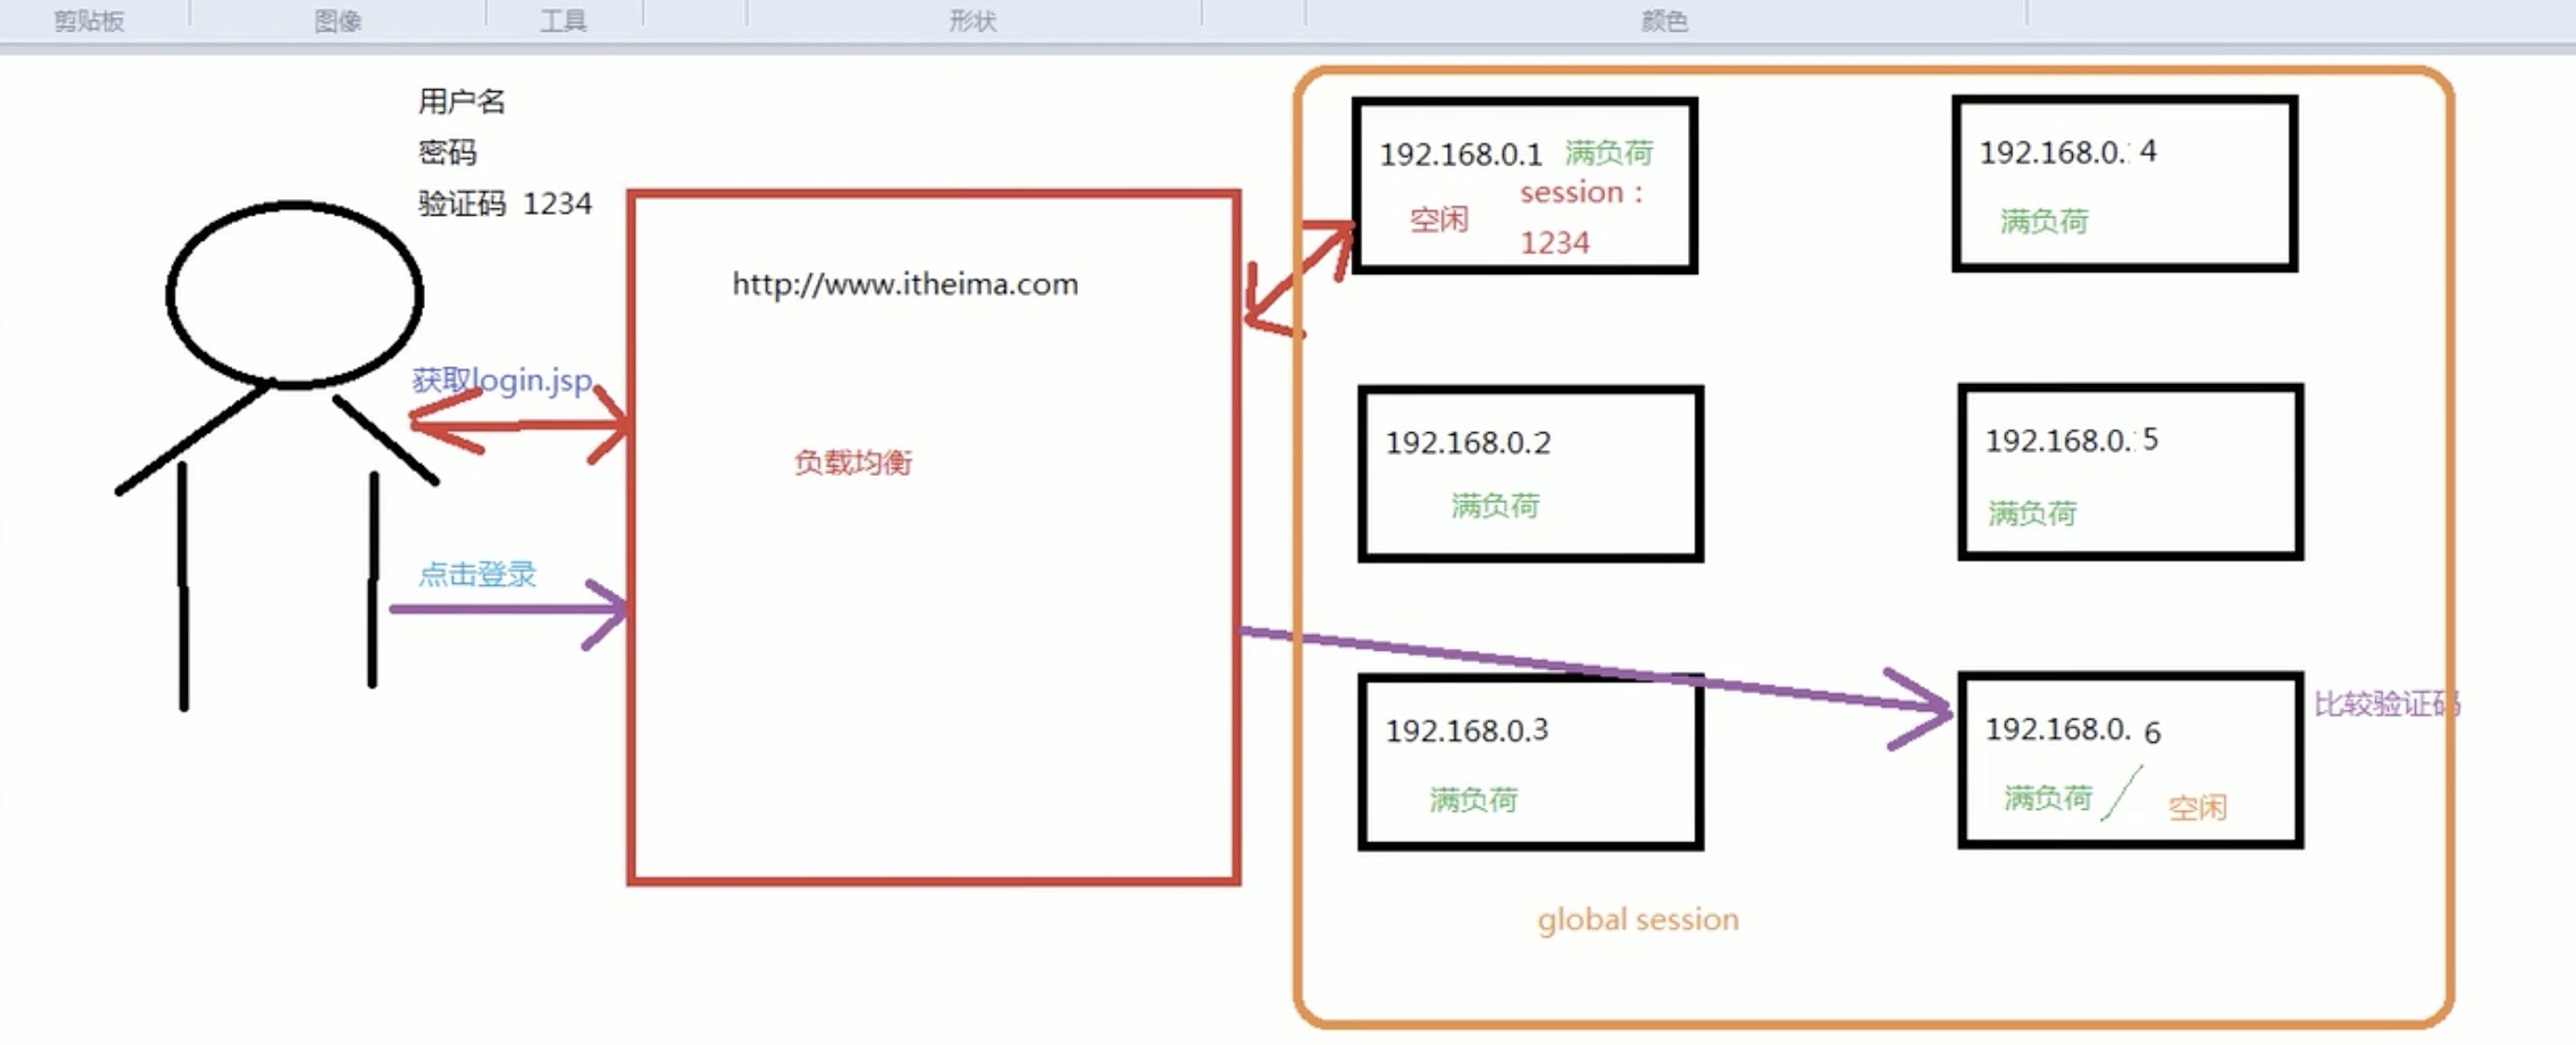 剪贴板
图像
工具
形状
颜色
用户名
密码
验证码 1234
获取login.jsp
点击登录
http://www.itheima.com
负载均衡
192.168.0.1 满负荷
空闲
session：
1234
192.168.0.2
满负荷
192.168.0.3
满负荷
192.168.0. 4
满负荷
192.168.0. 5
满负荷
192.168.0. 6
满负荷
空闲
比较验证码
global session